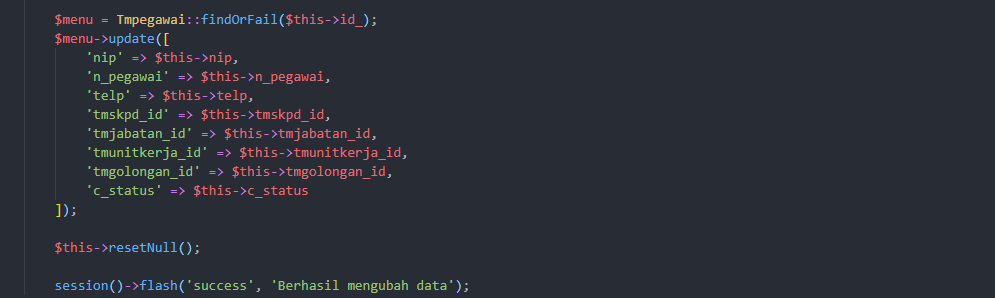 $menu = Tmpegawai::findOrFail($this->id_);
$menu->update([
'nip' => $this->nip,
'n_pegawai' => $this->n_pegawai,
'telp' => $this->telp,
'tmskpd_id' => $this->tmskpd_id,
'tmjabatan_id' => $this->tmjabatan_id,
'tmunitkerja_id' => $this->tmunitkerja_id,
'tmgolongan_id' => $this->tmgolongan_id,
'c_status' => $this->c_status
]);
$this->resetNull();
session()->flash('success', 'Berhasil mengubah data');